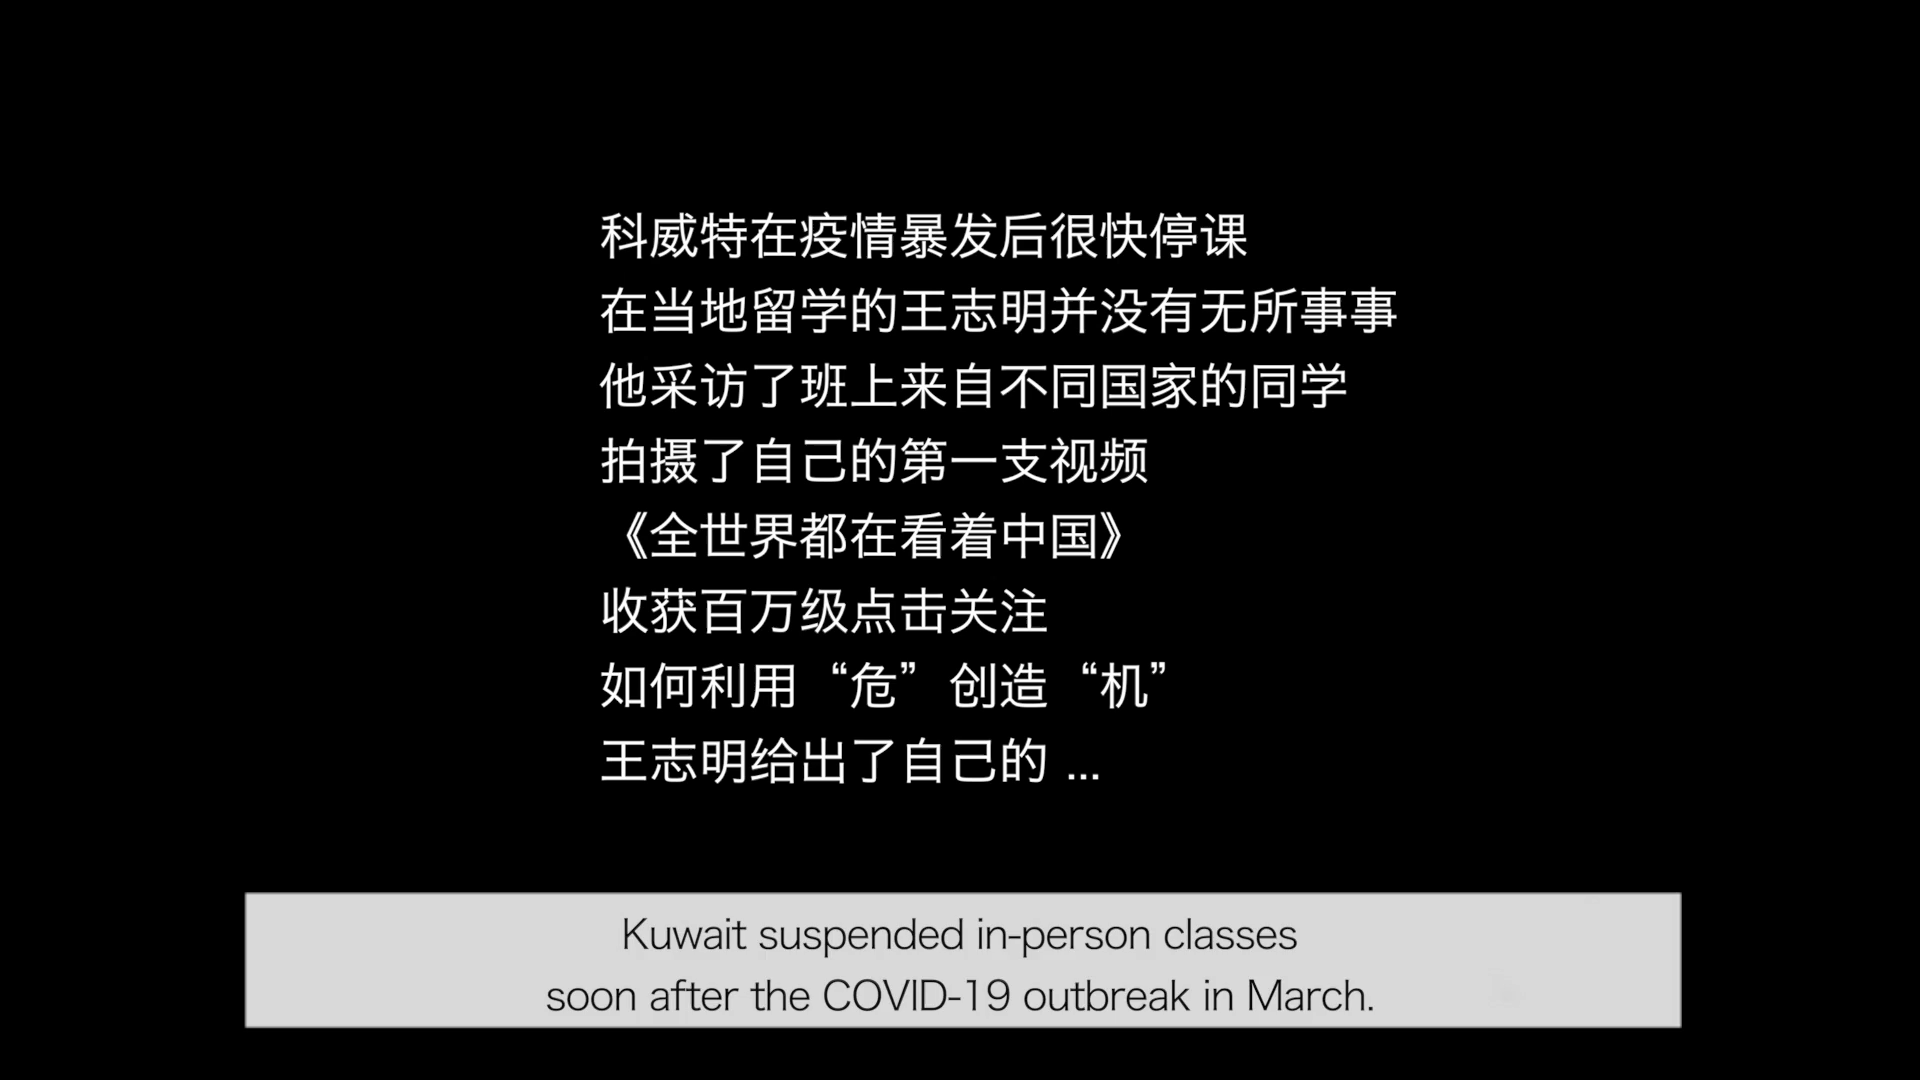 科威特在疫情暴发后很快停课
在当地留学的王志明并没有无所事事
他采访了班上来自不同国家的同学
拍摄了自己的第一支视频
《全世界都在看着中国》
收获百万级点击关注
如何利用“危”创造“机”
王志明给出了自己的 ...
Kuwait suspended in-person classes
soon after the COVID-19 outbreak in March.